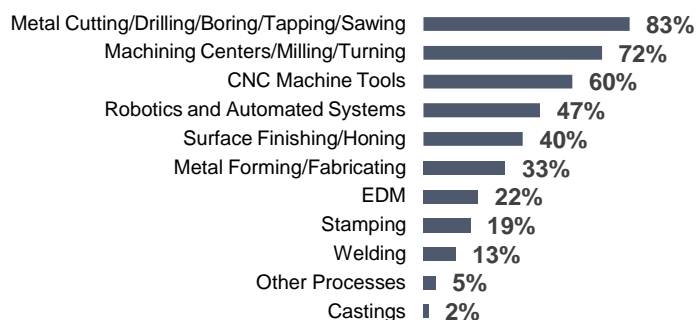 Metal Cutting/Drilling/Boring/Tapping/Sawing 83%
Machining Centers/Milling/Turning 72%
CNC Machine Tools 60%
Robotics and Automated Systems 47%
Surface Finishing/Honing 40%
Metal Forming/Fabricating 33%
EDM 22%
Stamping 19%
Welding 13%
Other Processes 5%
Castings 2%